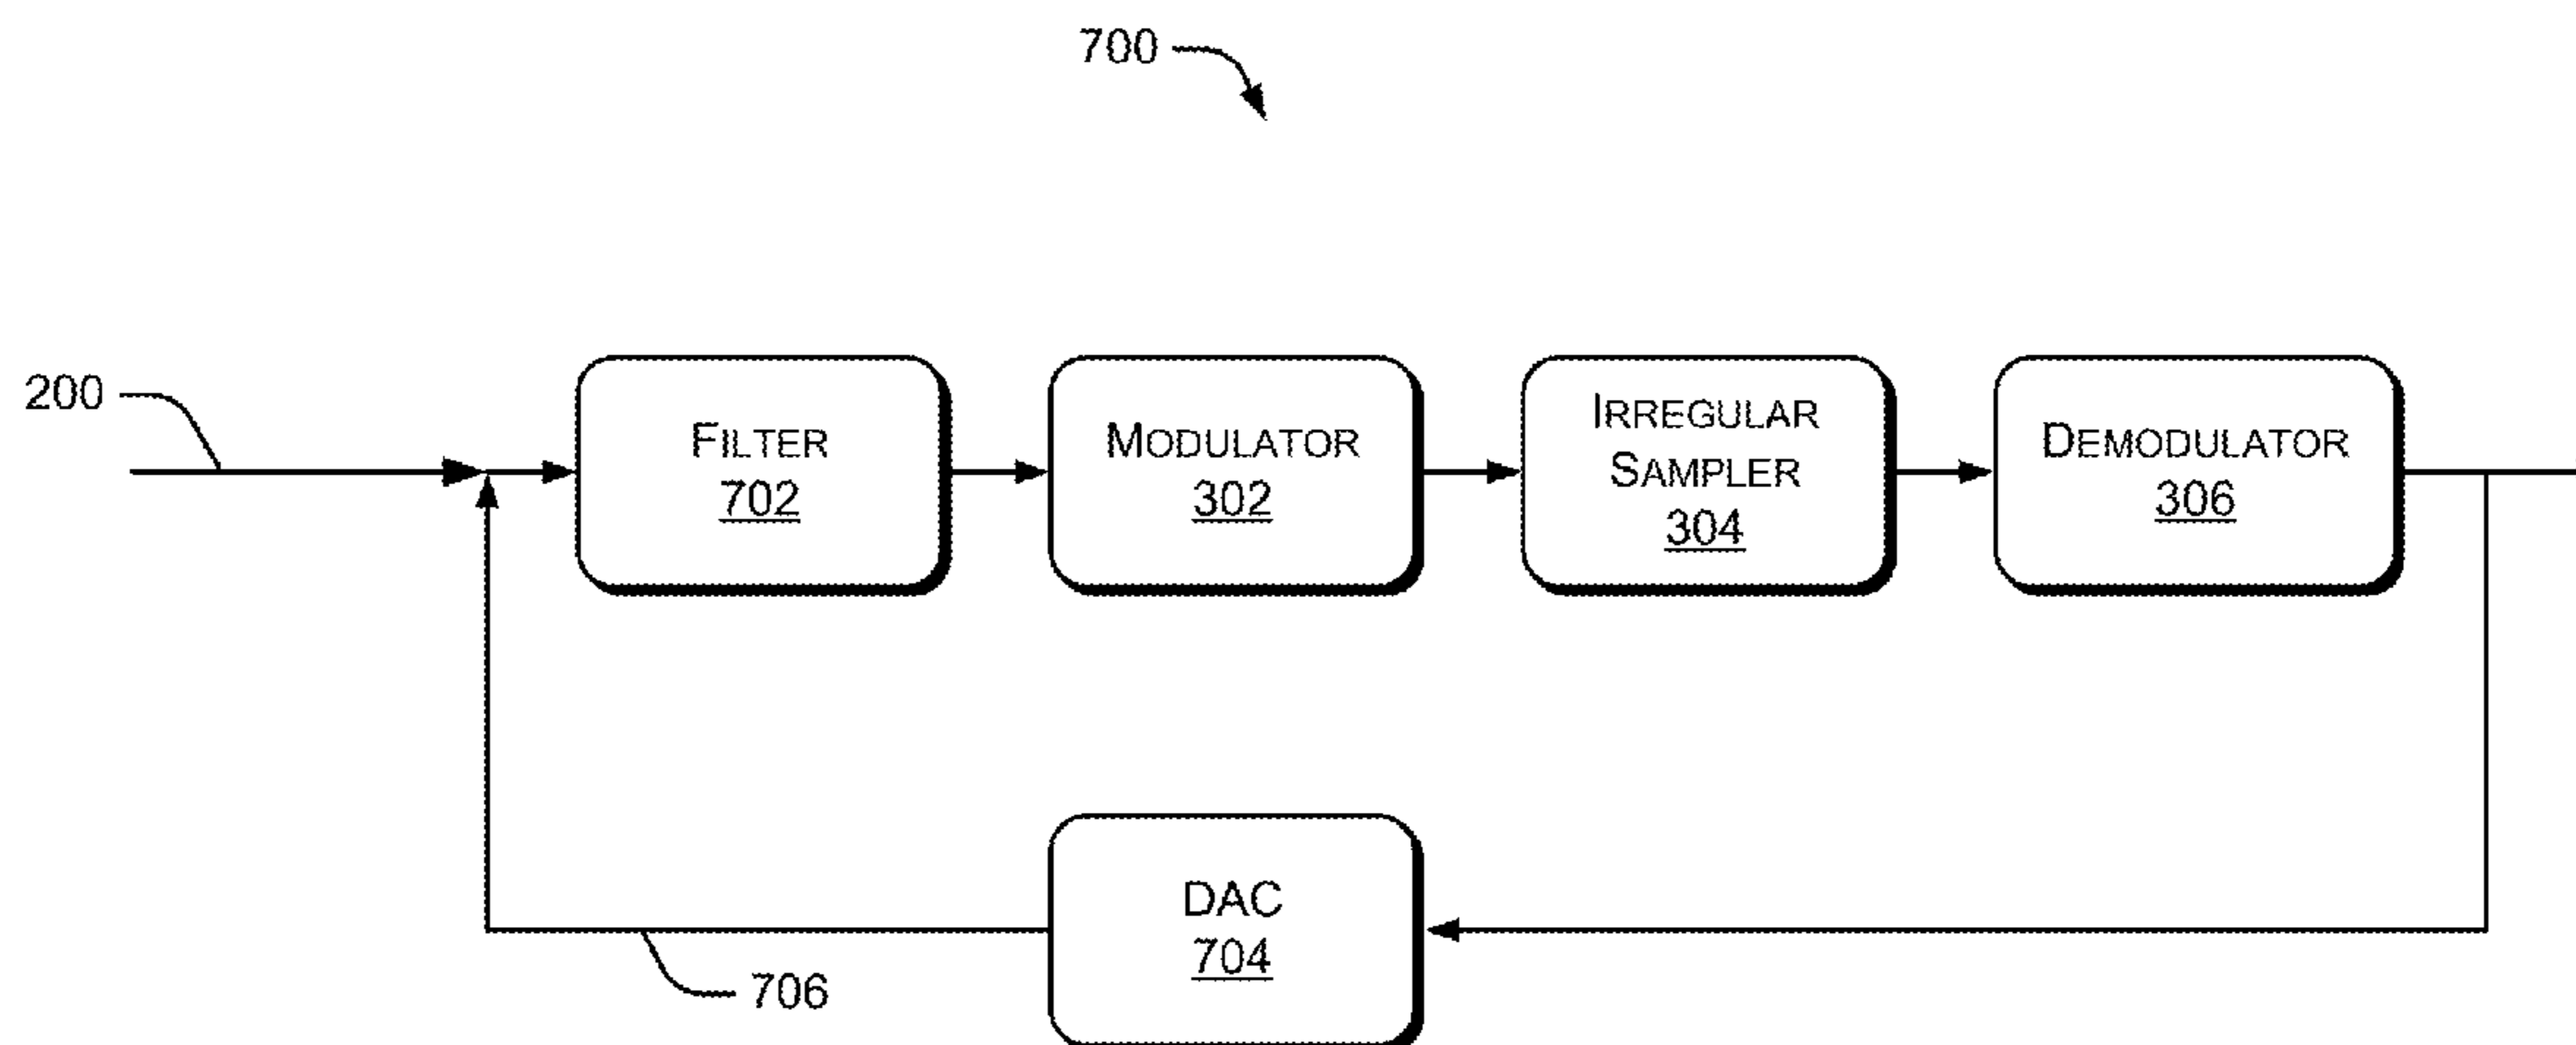 700
200
FILTER
702
MODULATOR
302
IRREGULAR
SAMPLER
304
DEMODULATOR
306
DAC
704
706